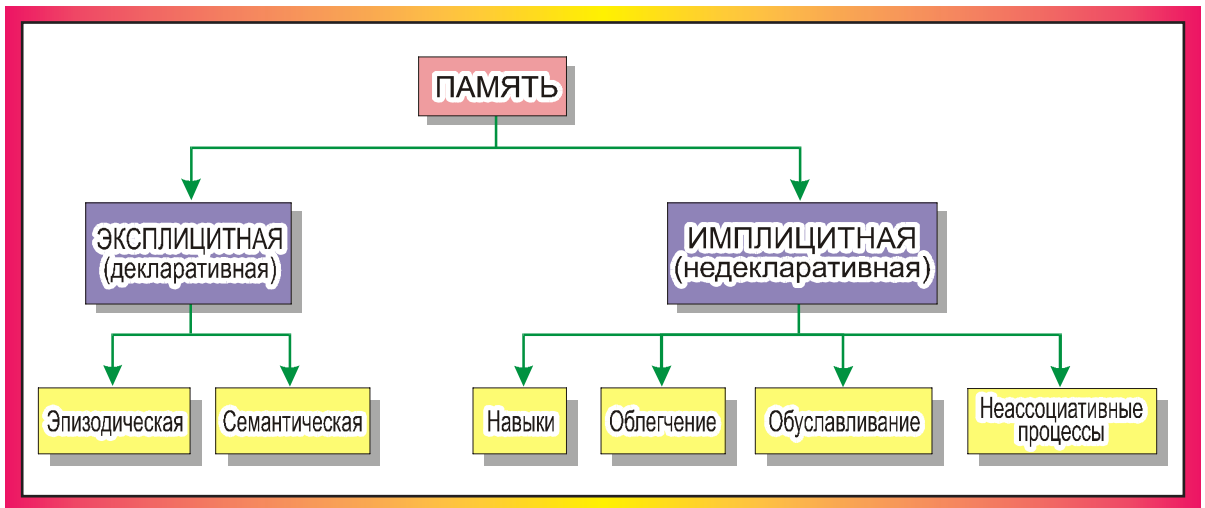 ПАМЯТЬ
ЭКСПЛИЦИТНАЯ
(декларативная)
ИМПЛИЦИТНАЯ
(недекларативная)
Эпизодическая
Семантическая
Навыки
Облегчение
Обуславливание
Неассоциативные
процессы